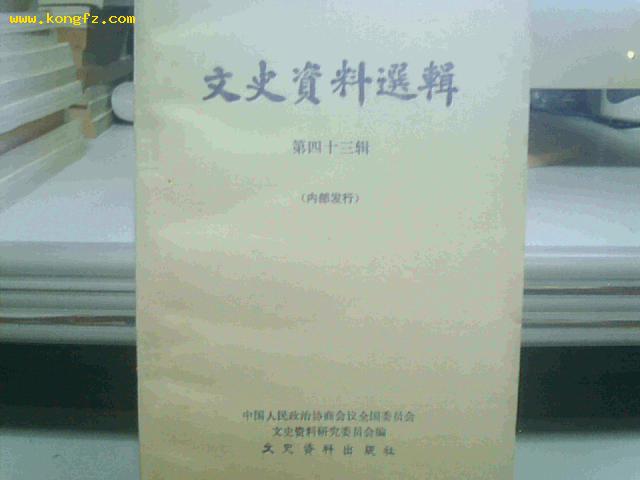 www.kongfz.com
文史資料選輯
第四十三辑
（内部发行）
中国人民政治协商会议全国委员会
文史资料研究委员会编
文史资料出版社